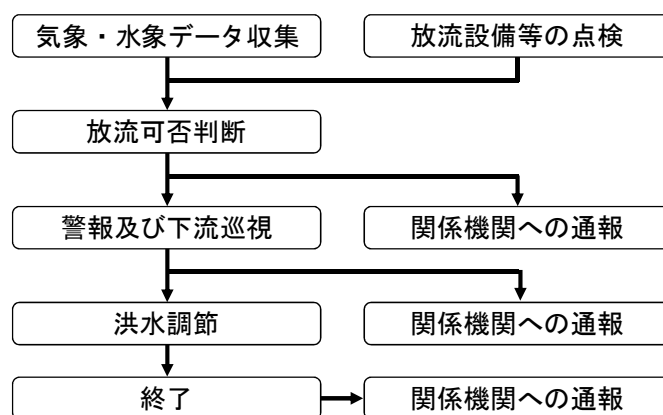 気象・水象データ収集
放流設備等の点検
放流可否判断
警報及び下流巡視
関係機関への通報
洪水調節
関係機関への通報
終了
関係機関への通報